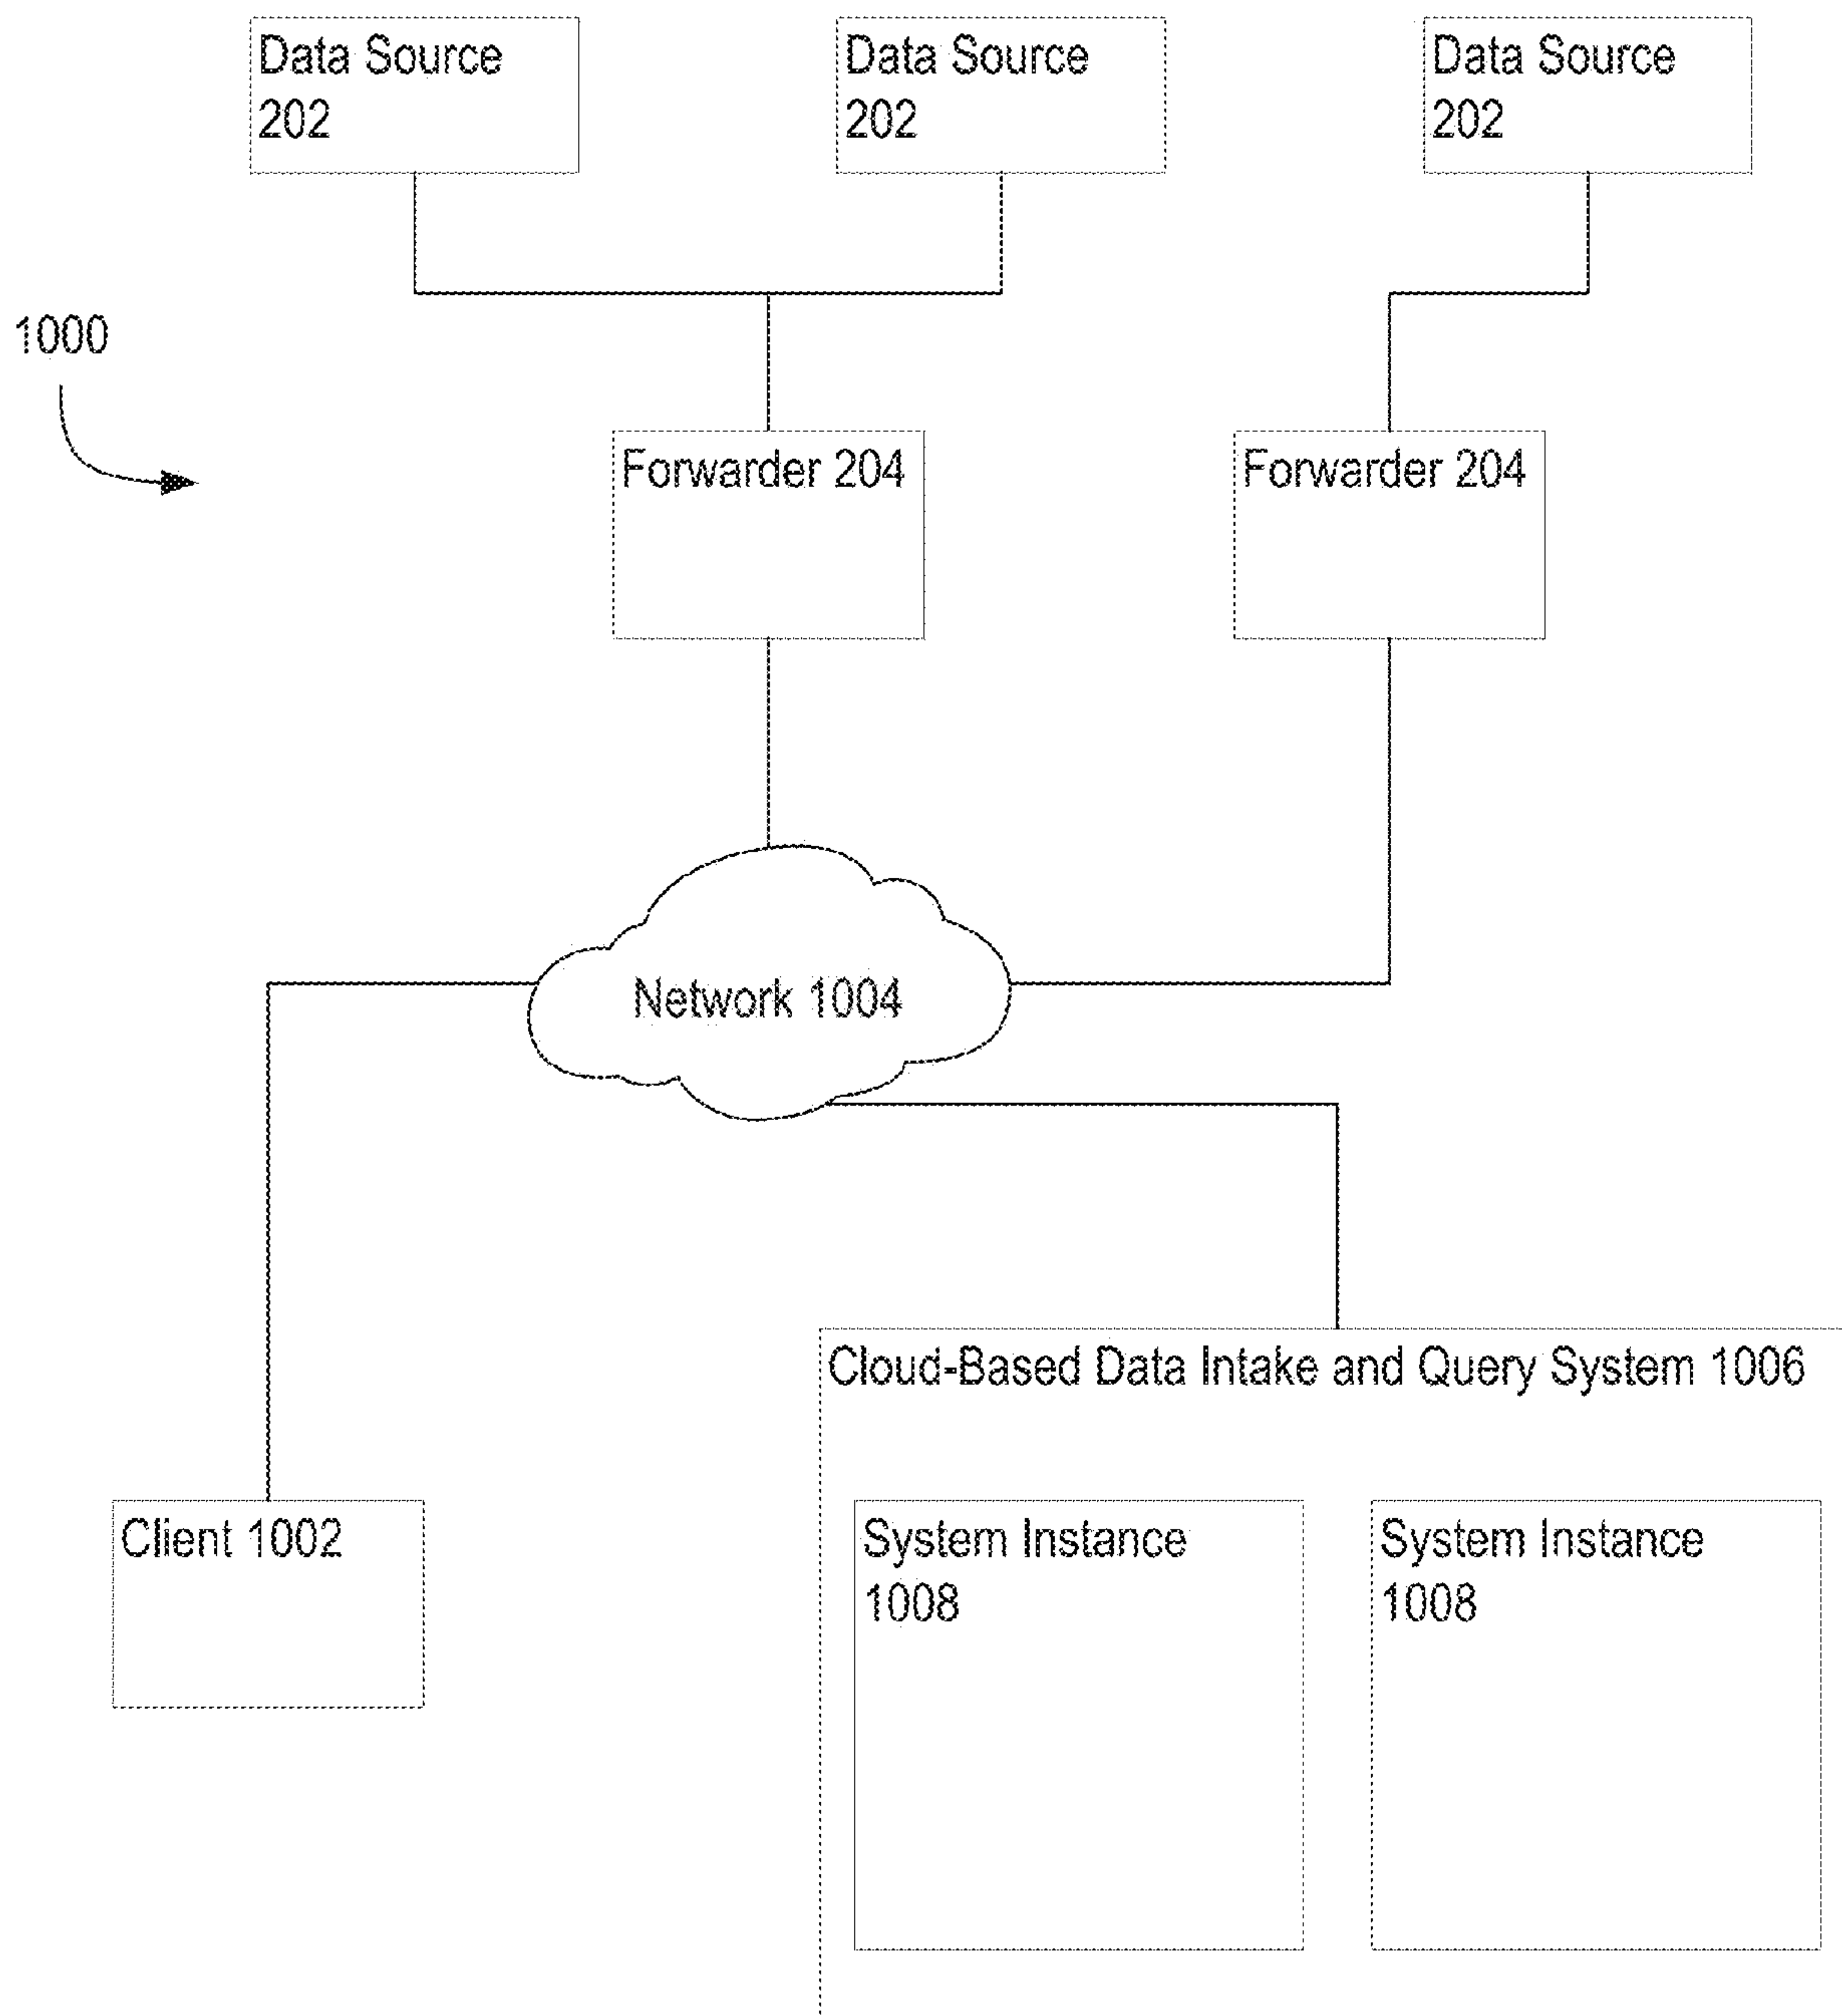 Data Source
202
Data Source
202
Data Source
202
1000
Forwarder 204
Forwarder 204
Network 1004
Cloud-Based Data Intake and Query System 1006
Client 1002
System Instance
1008
System Instance
1008